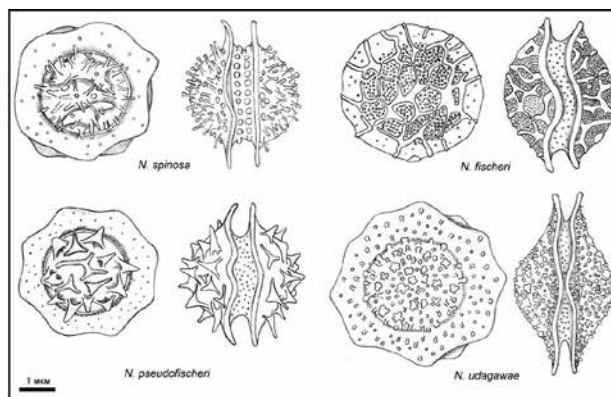 N. spinosa
N. fischeri
N. pseudofischeri
N. udagawae
1 мкм